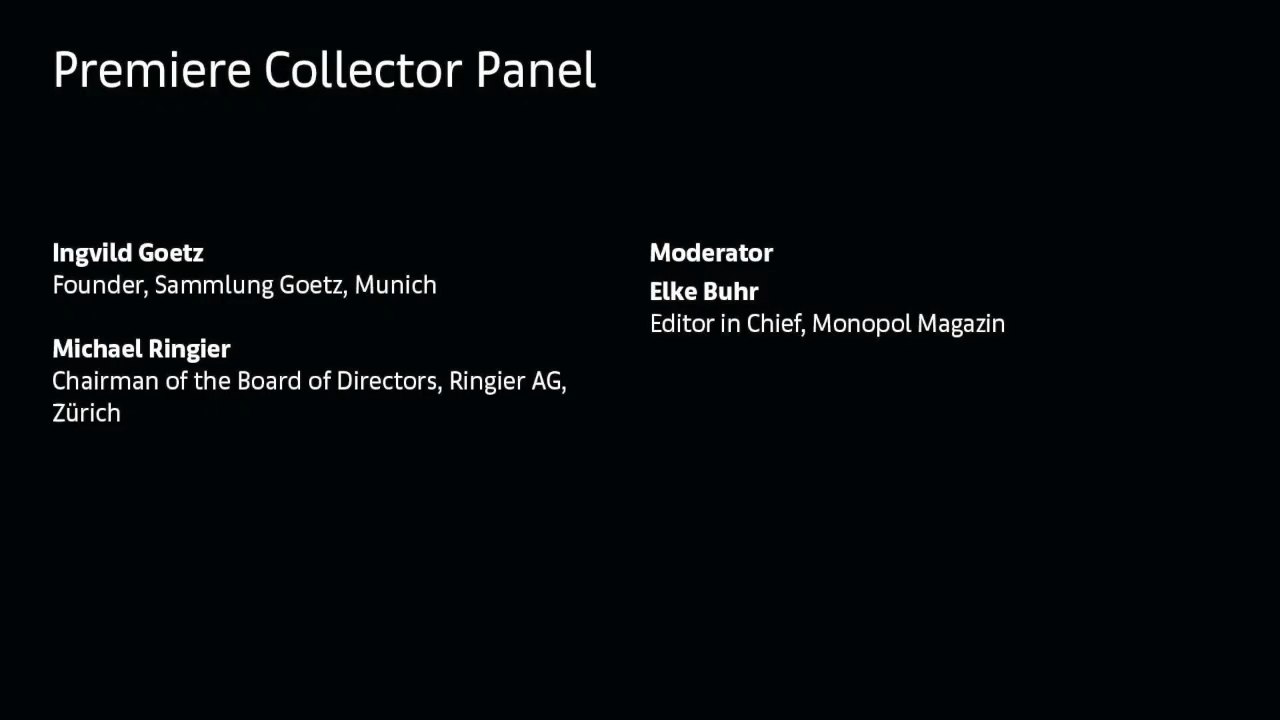 Premiere Collector Panel
Ingvild Goetz
Founder, Sammlung Goetz, Munich
Michael Ringier
Chairman of the Board of Directors, Ringier AG,
Zürich
Moderator
Elke Buhr
Editor in Chief, Monopol Magazin